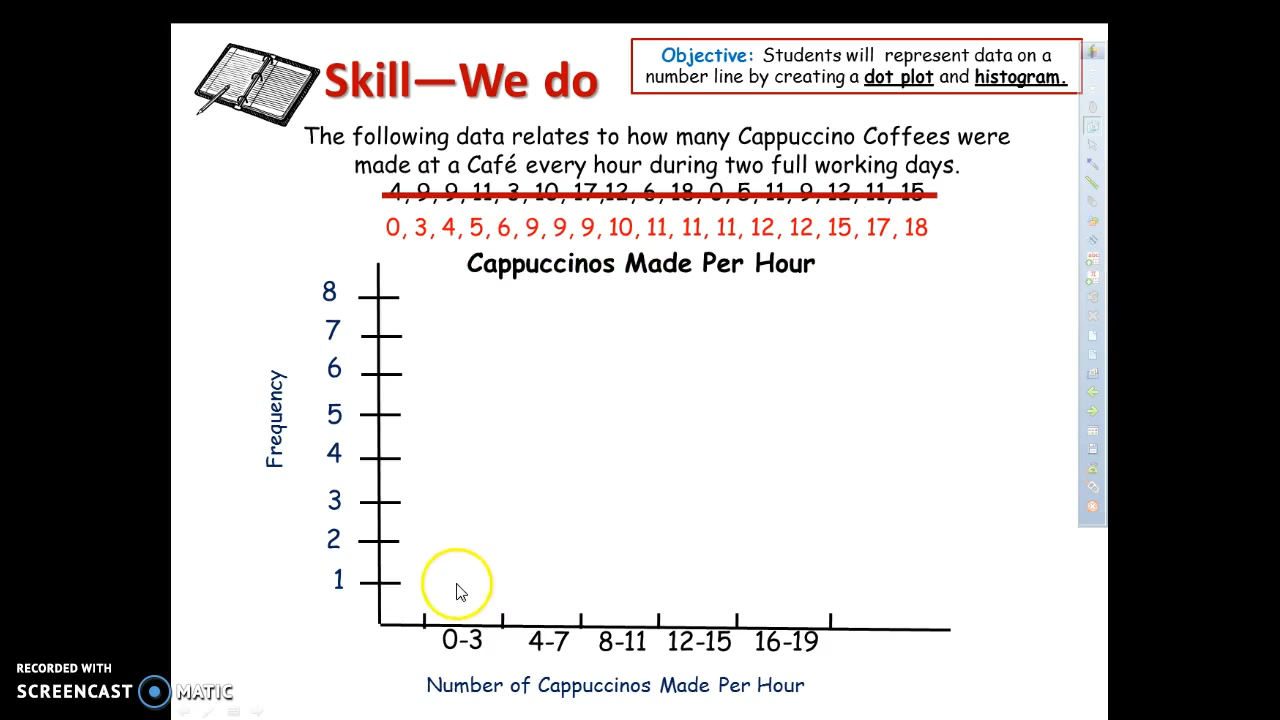 Skill—We do
Objective: Students will represent data on a
number line by creating a dot plot and histogram.
The following data relates to how many Cappuccino Coffees were
made at a Café every hour during two full working days.
4, 9, 9, 11, 3, 10, 17,12, 6, 18, 0, 5, 11, 9, 12, 11, 15
0, 3, 4, 5, 6, 9, 9, 9, 10, 11, 11, 11, 12, 12, 15, 17, 18
Cappuccinos Made Per Hour
8
7
6
5
4
3
2
1
Frequency
0-3 4-7 8-11 12-15 16-19
Number of Cappuccinos Made Per Hour
RECORDED WITH
SCREENCAST MATIC